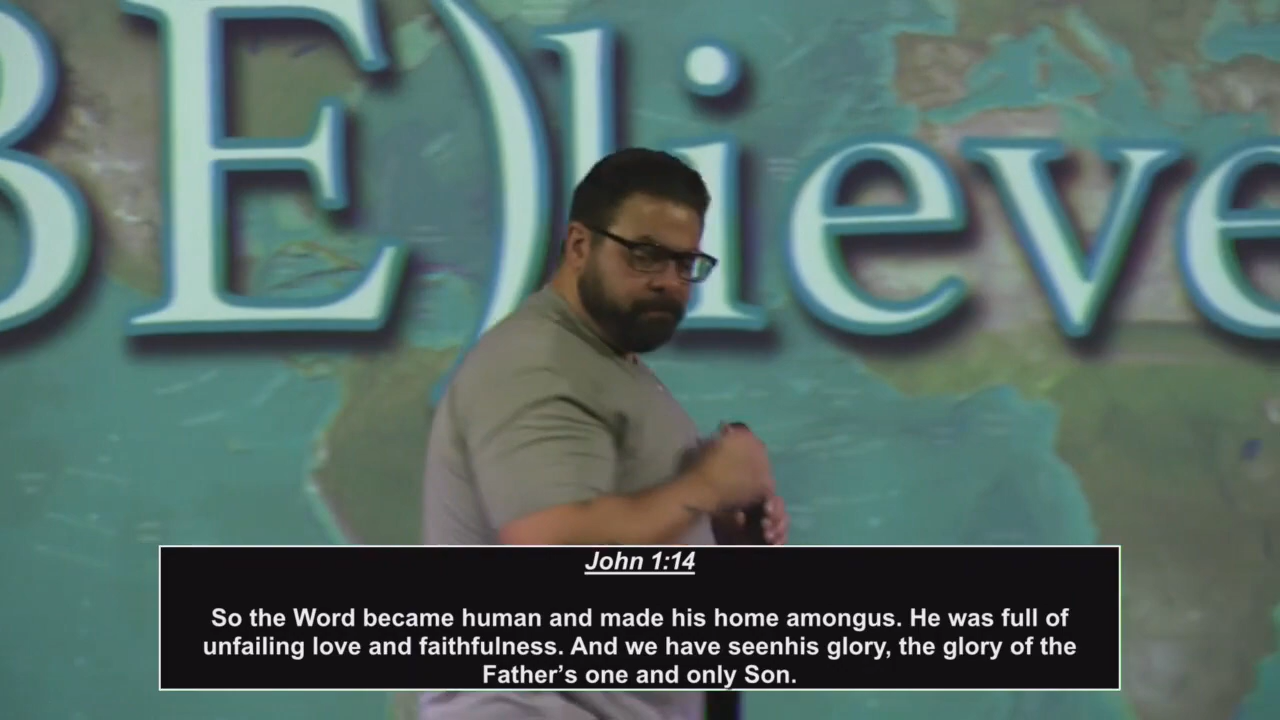 BE)lieve
John 1:14
So the Word became human and made his home amongus. He was full of
unfailing love and faithfulness. And we have seenhis glory, the glory of the
Father’s one and only Son.